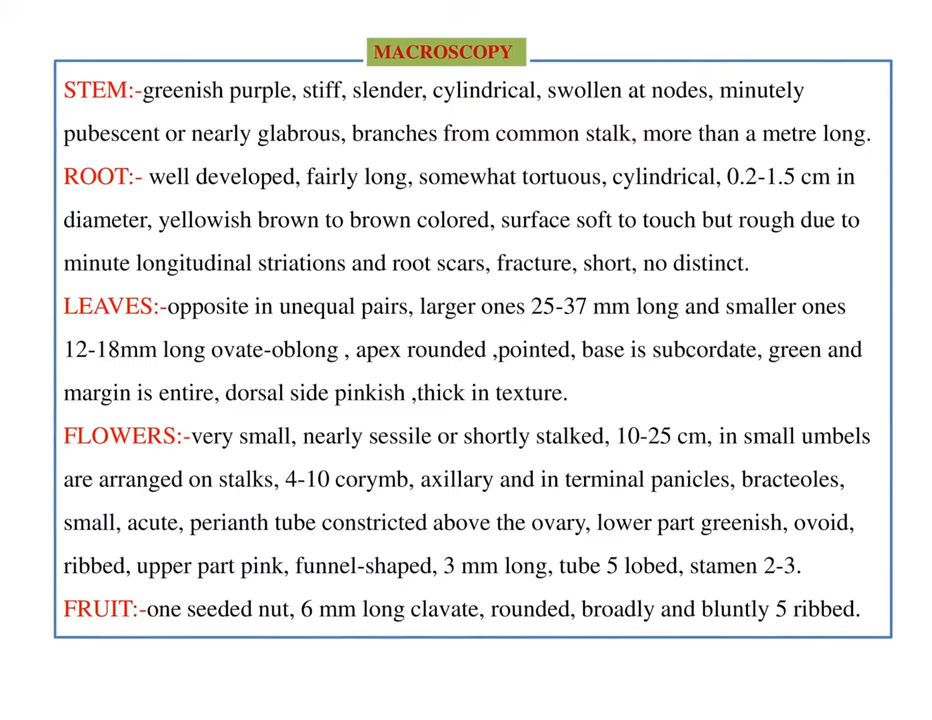 MACROSCOPY
STEM:-greenish purple, stiff, slender, cylindrical, swollen at nodes, minutely
pubescent or nearly glabrous, branches from common stalk, more than a metre long.
ROOT:- well developed, fairly long, somewhat tortuous, cylindrical, 0.2-1.5 cm in
diameter, yellowish brown to brown colored, surface soft to touch but rough due to
minute longitudinal striations and root scars, fracture, short, no distinct.
LEAVES:-opposite in unequal pairs, larger ones 25-37 mm long and smaller ones
12-18mm long ovate-oblong , apex rounded ,pointed, base is subcordate, green and
margin is entire, dorsal side pinkish ,thick in texture.
FLOWERS:-very small, nearly sessile or shortly stalked, 10-25 cm, in small umbels
are arranged on stalks, 4-10 corymb, axillary and in terminal panicles, bracteoles,
small, acute, perianth tube constricted above the ovary, lower part greenish, ovoid,
ribbed, upper part pink, funnel-shaped, 3 mm long, tube 5 lobed, stamen 2-3.
FRUIT:-one seeded nut, 6 mm long clavate, rounded, broadly and bluntly 5 ribbed.